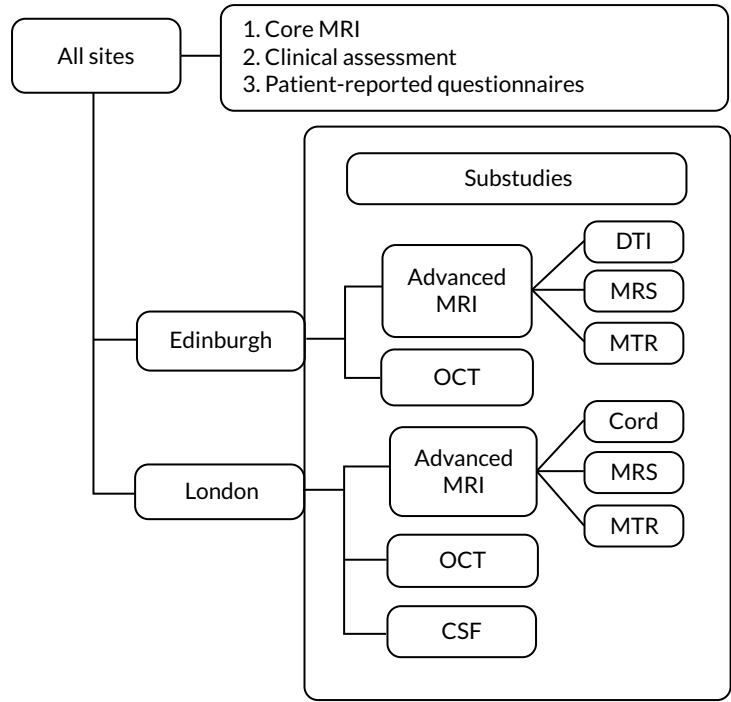 All sites
1. Core MRI
2. Clinical assessment
3. Patient-reported questionnaires
Substudies
Edinburgh
Advanced
MRI
DTI
MRS
MTR
OCT
London
Advanced
MRI
Cord
MRS
MTR
OCT
CSF